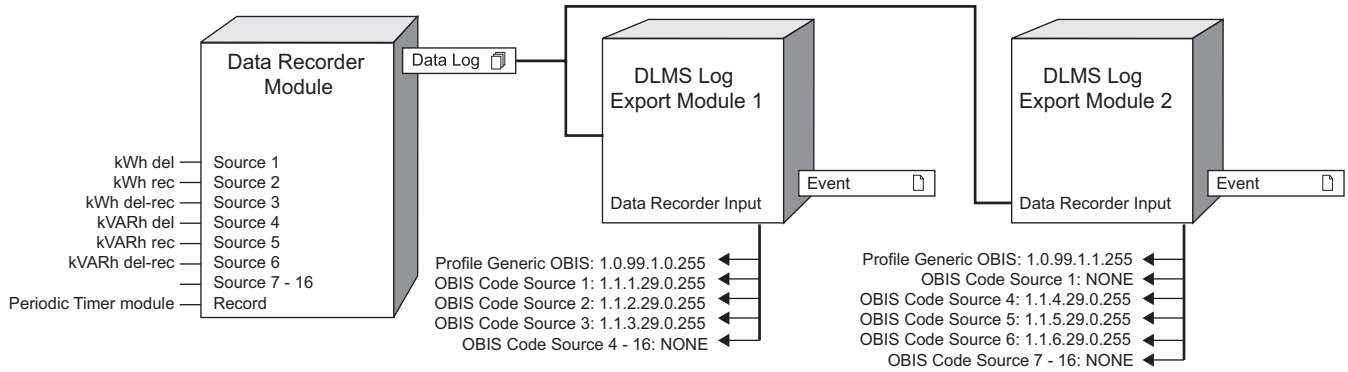 Data Recorder
Module
Data Log
kWh del
kWh rec
kWh del-rec
kVARh del
kVARh rec
kVARh del-rec
Periodic Timer module
Source 1
Source 2
Source 3
Source 4
Source 5
Source 6
Source 7 - 16
Record
DLMS Log
Export Module 1
Data Recorder Input
Event
Profile Generic OBIS: 1.0.99.1.0.255
OBIS Code Source 1: 1.1.1.29.0.255
OBIS Code Source 2: 1.1.2.29.0.255
OBIS Code Source 3: 1.1.3.29.0.255
OBIS Code Source 4 - 16: NONE
DLMS Log
Export Module 2
Data Recorder Input
Event
Profile Generic OBIS: 1.0.99.1.1.255
OBIS Code Source 1: NONE
OBIS Code Source 4: 1.1.4.29.0.255
OBIS Code Source 5: 1.1.5.29.0.255
OBIS Code Source 6: 1.1.6.29.0.255
OBIS Code Source 7 - 16: NONE